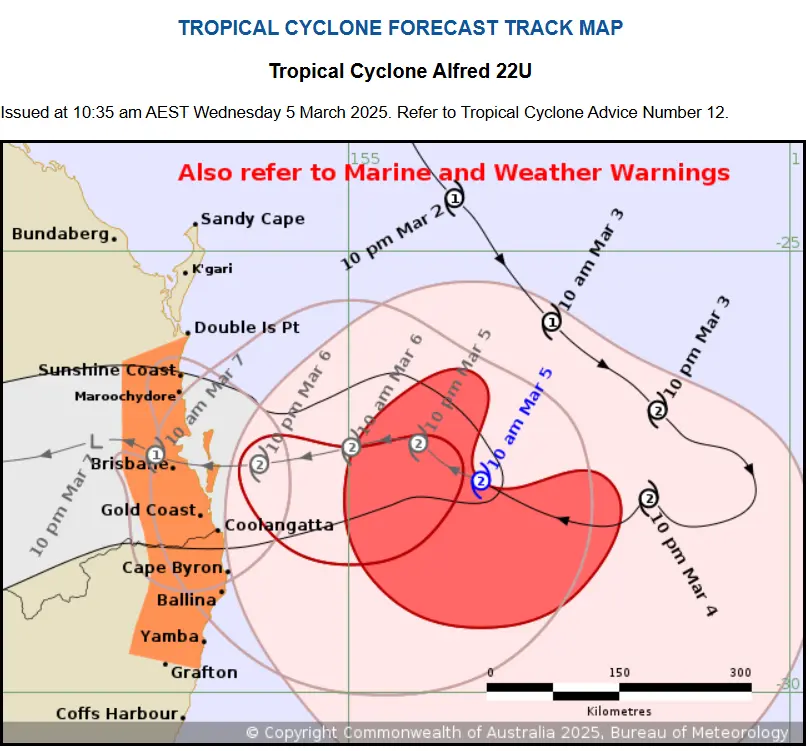 TROPICAL CYCLONE FORECAST TRACK MAP
Tropical Cyclone Alfred 22U
Issued at 10:35 am AEST Wednesday 5 March 2025. Refer to Tropical Cyclone Advice Number 12.
155
1
Also refer to Marine and Weather Warnings
1
10 pm Mar 2
Sandy Cape
Bundaberg
-25
K'gari
10 am Mar 3
1
Double Is Pt
10 pm Mar 3
2
Sunshine Coast
Maroochydore
10 am Mar 7
10 pm Mar 6
10 am Mar 6
10 pm Mar 5
10 am Mar 5
L
1
2
2
2
2
2
Brisbane
10 pm Mar 7
10 pm Mar 4
Gold Coast
Coolangatta
Cape Byron
Ballina
Yamba
Grafton
0 150 300
Kilometres
-30
Coffs Harbour
© Copyright Commonwealth of Australia 2025, Bureau of Meteorology